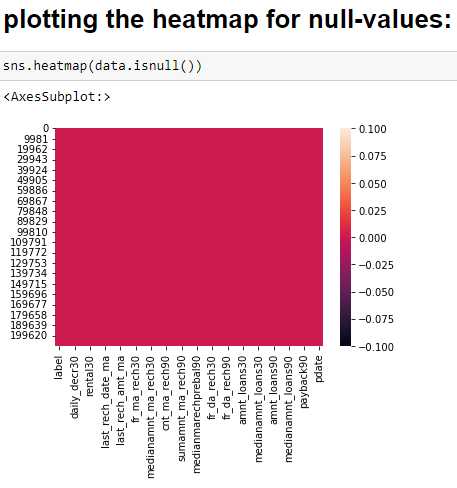 plotting the heatmap for null-values:
sns.heatmap(data.isnull())
<AxesSubplot:>
0
9981
19962
29943
39924
49905
59886
69867
79848
89829
99810
109791
119772
129753
139734
149715
159696
169677
179658
189639
199620
0.100
0.075
0.050
0.025
0.000
−0.025
−0.050
−0.075
−0.100
label
daily_decr30
rental30
last_rech_date_ma
last_rech_amt_ma
fr_ma_rech30
medianamnt_ma_rech30
cnt_ma_rech90
sumamnt_ma_rech90
medianmarechprebal90
fr_da_rech30
fr_da_rech90
amnt_loans30
medianamnt_loans30
amnt_loans90
medianamnt_loans90
payback90
pdate